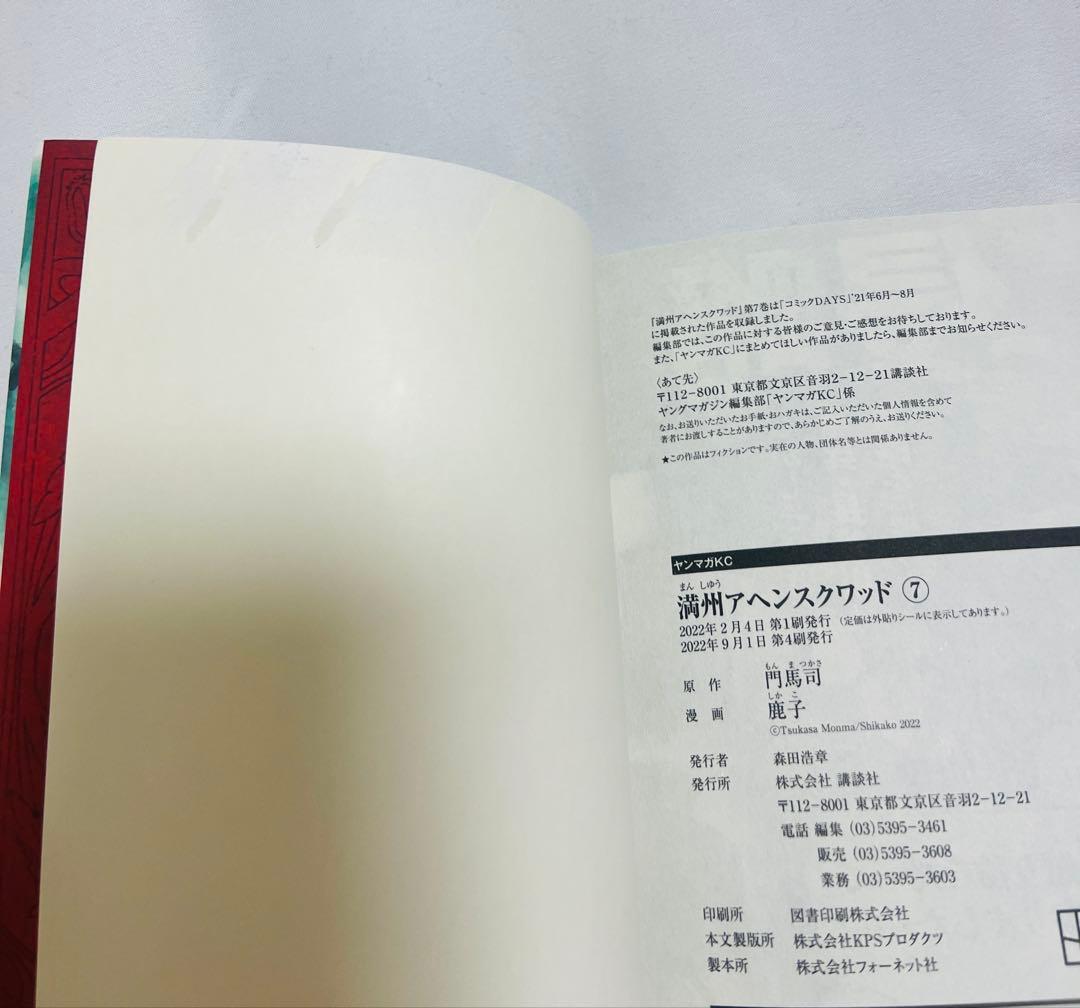 『満州アヘンスクワッド』第7巻は「コミックDAYS」'21年6月〜8月
に掲載された作品を収録しました。
編集部では、この作品に対する皆様のご意見・ご感想をお待ちしております。
また、「ヤンマガKC」にまとめてほしい作品がありましたら、編集部までお知らせください。
〈あて先〉
〒112-8001 東京都文京区音羽2-12-21講談社
ヤングマガジン編集部「ヤンマガKC」係
なお、お送りいただいたお手紙・おハガキは、ご記入いただいた個人情報を含めて
著者にお渡しすることがありますので、あらかじめご了解のうえ、お送りください。
★この作品はフィクションです。実在の人物、団体名等とは関係ありません。
ヤンマガKC
まん しゆう
満州アヘンスクワッド ⑦
2022年2月4日 第1刷発行 (定価は外貼りシールに表示してあります。)
2022年9月1日 第4刷発行
もん ま つかさ
原作 門馬司
しか こ
漫画 鹿子
©Tsukasa Monma/Shikako 2022
発行者 森田浩章
発行所 株式会社 講談社
〒112-8001 東京都文京区音羽2-12-21
電話 編集 (03)5395-3461
販売 (03)5395-3608
業務 (03)5395-3603
印刷所 図書印刷株式会社
本文製版所 株式会社KPSプロダクツ
製本所 株式会社フォーネット社